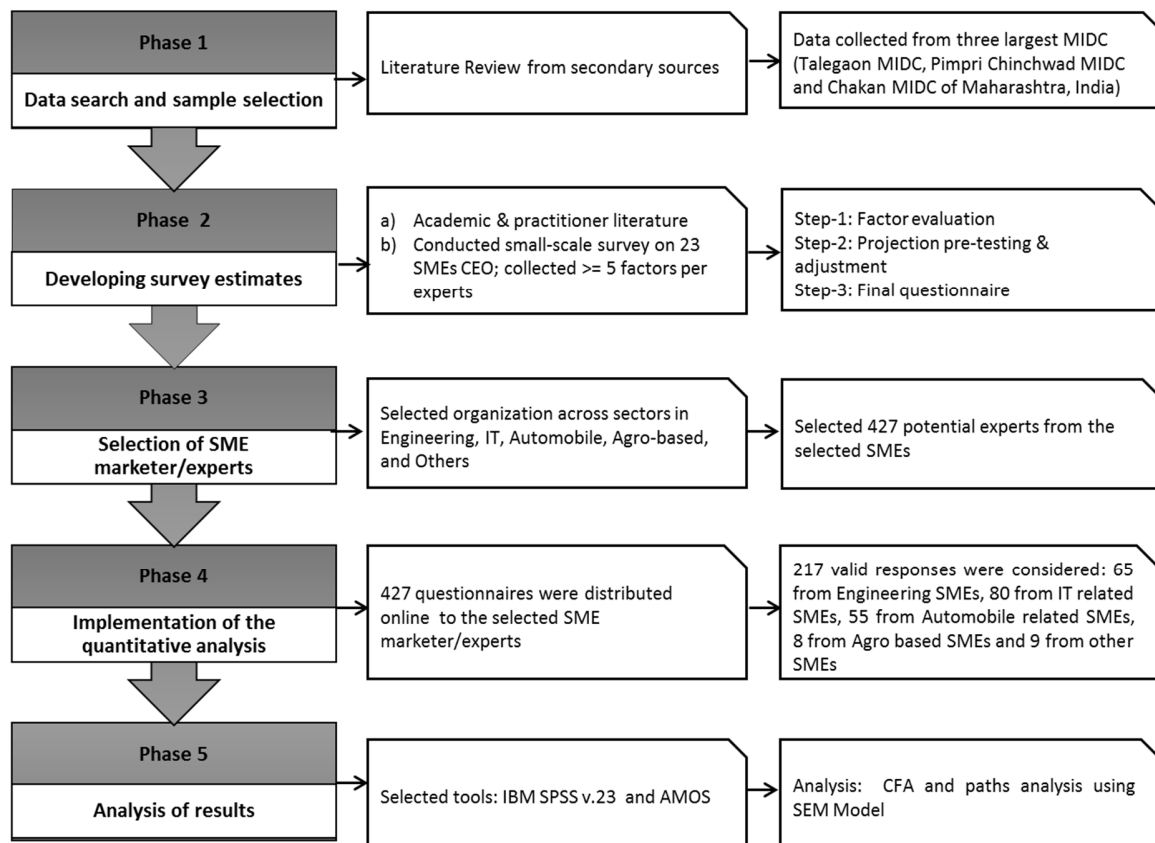 Phase 1
Data search and sample selection
Literature Review from secondary sources
Data collected from three largest MIDC
(Talegaon MIDC, Pimpri Chinchwad MIDC
and Chakan MIDC of Maharashtra, India)
Phase 2
Developing survey estimates
a) Academic & practitioner literature
b) Conducted small-scale survey on 23
SMEs CEO; collected >= 5 factors per
experts
Step-1: Factor evaluation
Step-2: Projection pre-testing &
adjustment
Step-3: Final questionnaire
Phase 3
Selection of SME
marketer/experts
Selected organization across sectors in
Engineering, IT, Automobile, Agro-based,
and Others
Selected 427 potential experts from the
selected SMEs
Phase 4
Implementation of the
quantitative analysis
427 questionnaires were distributed
online to the selected SME
marketer/experts
217 valid responses were considered: 65
from Engineering SMEs, 80 from IT related
SMEs, 55 from Automobile related SMEs,
8 from Agro based SMEs and 9 from other
SMEs
Phase 5
Analysis of results
Selected tools: IBM SPSS v.23 and AMOS
Analysis: CFA and paths analysis using
SEM Model